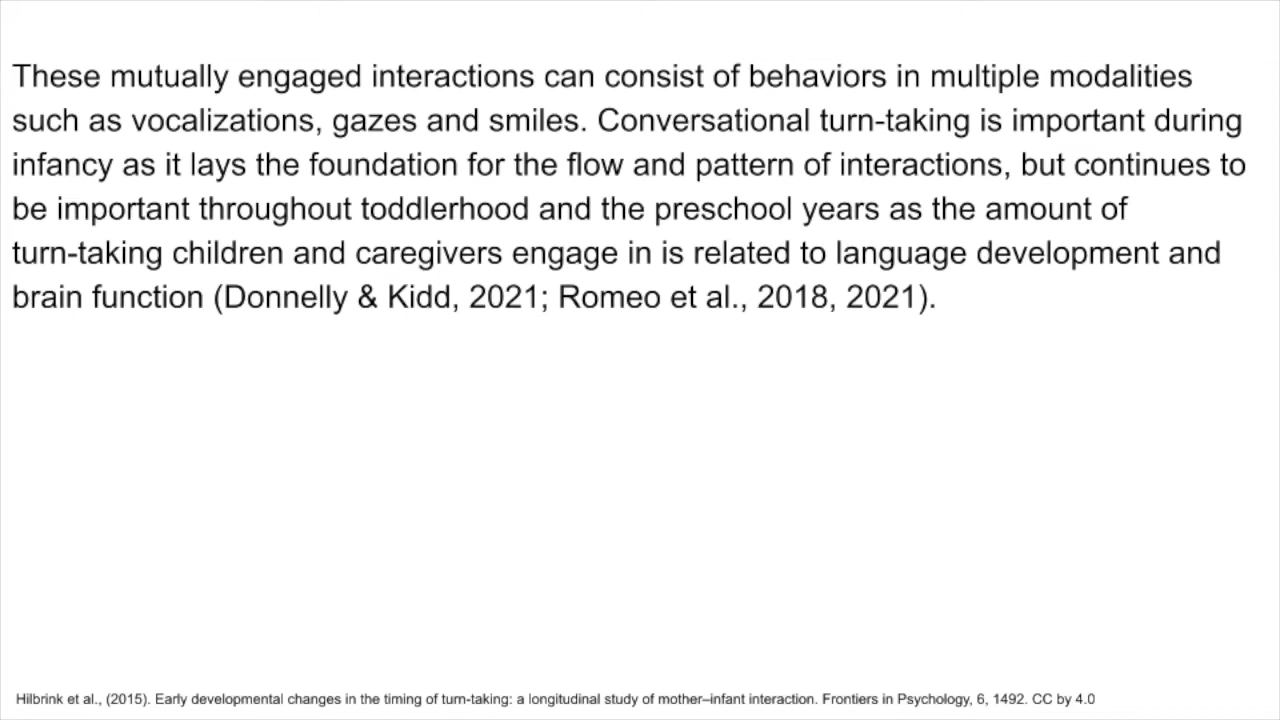 These mutually engaged interactions can consist of behaviors in multiple modalities
such as vocalizations, gazes and smiles. Conversational turn-taking is important during
infancy as it lays the foundation for the flow and pattern of interactions, but continues to
be important throughout toddlerhood and the preschool years as the amount of
turn-taking children and caregivers engage in is related to language development and
brain function (Donnelly & Kidd, 2021; Romeo et al., 2018, 2021).
Hilbrink et al., (2015). Early developmental changes in the timing of turn-taking: a longitudinal study of mother–infant interaction. Frontiers in Psychology, 6, 1492. CC by 4.0